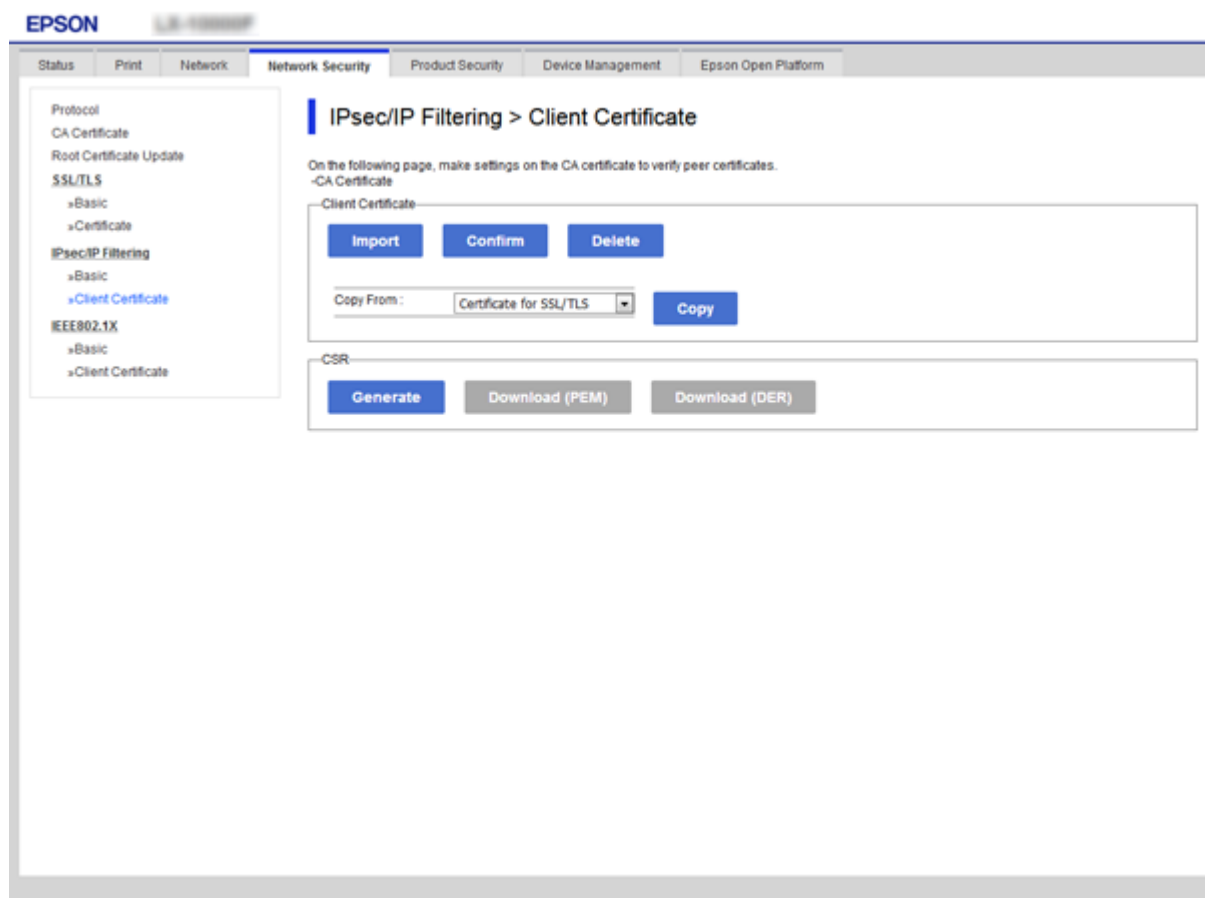 EPSON
Status Print Network Network Security Product Security Device Management Epson Open Platform
Protocol
CA Certificate
Root Certificate Update
SSL/TLS
»Basic
»Certificate
IPsec/IP Filtering
»Basic
»Client Certificate
IEEE802.1X
»Basic
»Client Certificate
IPsec/IP Filtering > Client Certificate
On the following page, make settings on the CA certificate to verify peer certificates.
-CA Certificate
Client Certificate
Import Confirm Delete
Copy From : Certificate for SSL/TLS Copy
CSR
Generate Download (PEM) Download (DER)